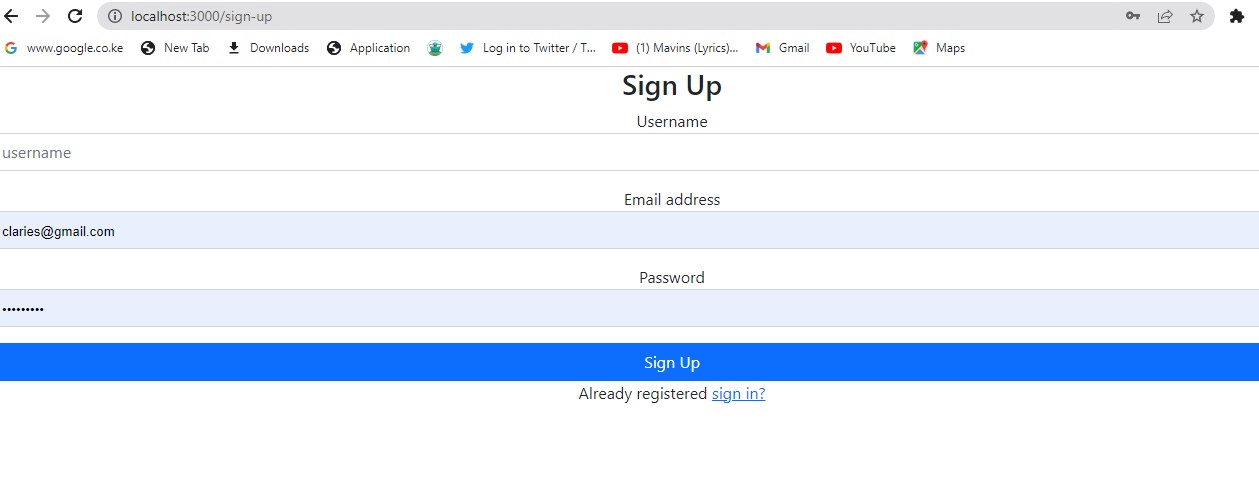 localhost:3000/sign-up
www.google.co.ke New Tab Downloads Application Log in to Twitter / T... (1) Mavins (Lyrics)... Gmail YouTube Maps
Sign Up
Username
username
Email address
claries@gmail.com
Password
•••••••••
Sign Up
Already registered sign in?